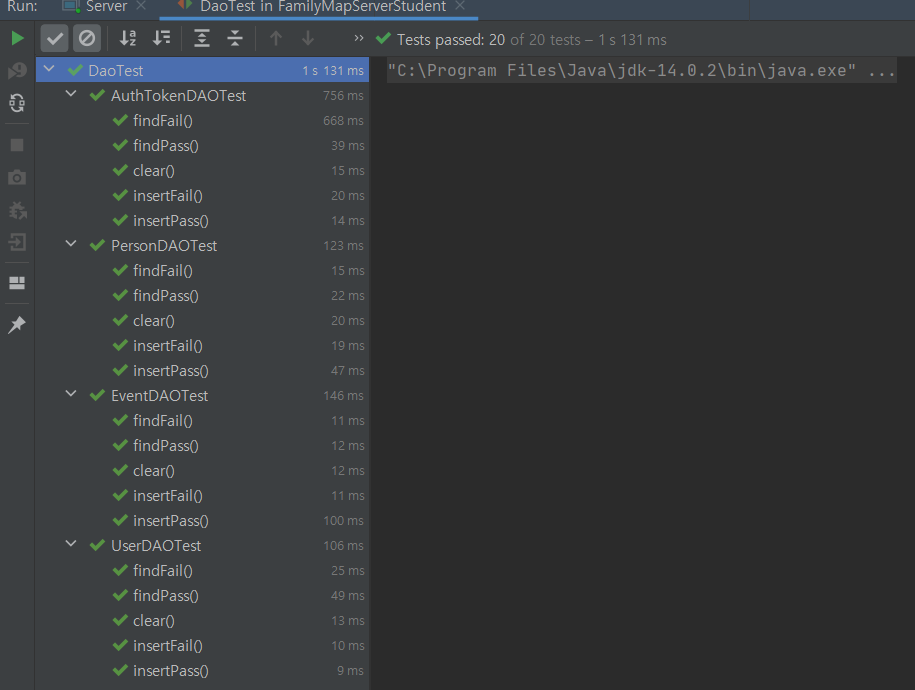 Run: Server × DaoTest in FamilyMapServerStudent ×
» Tests passed: 20 of 20 tests – 1 s 131 ms
DaoTest 1 s 131 ms
AuthTokenDAOTest 756 ms
findFail() 668 ms
findPass() 39 ms
clear() 15 ms
insertFail() 20 ms
insertPass() 14 ms
PersonDAOTest 123 ms
findFail() 15 ms
findPass() 22 ms
clear() 20 ms
insertFail() 19 ms
insertPass() 47 ms
EventDAOTest 146 ms
findFail() 11 ms
findPass() 12 ms
clear() 12 ms
insertFail() 11 ms
insertPass() 100 ms
UserDAOTest 106 ms
findFail() 25 ms
findPass() 49 ms
clear() 13 ms
insertFail() 10 ms
insertPass() 9 ms
"C:\Program Files\Java\jdk-14.0.2\bin\java.exe" ...